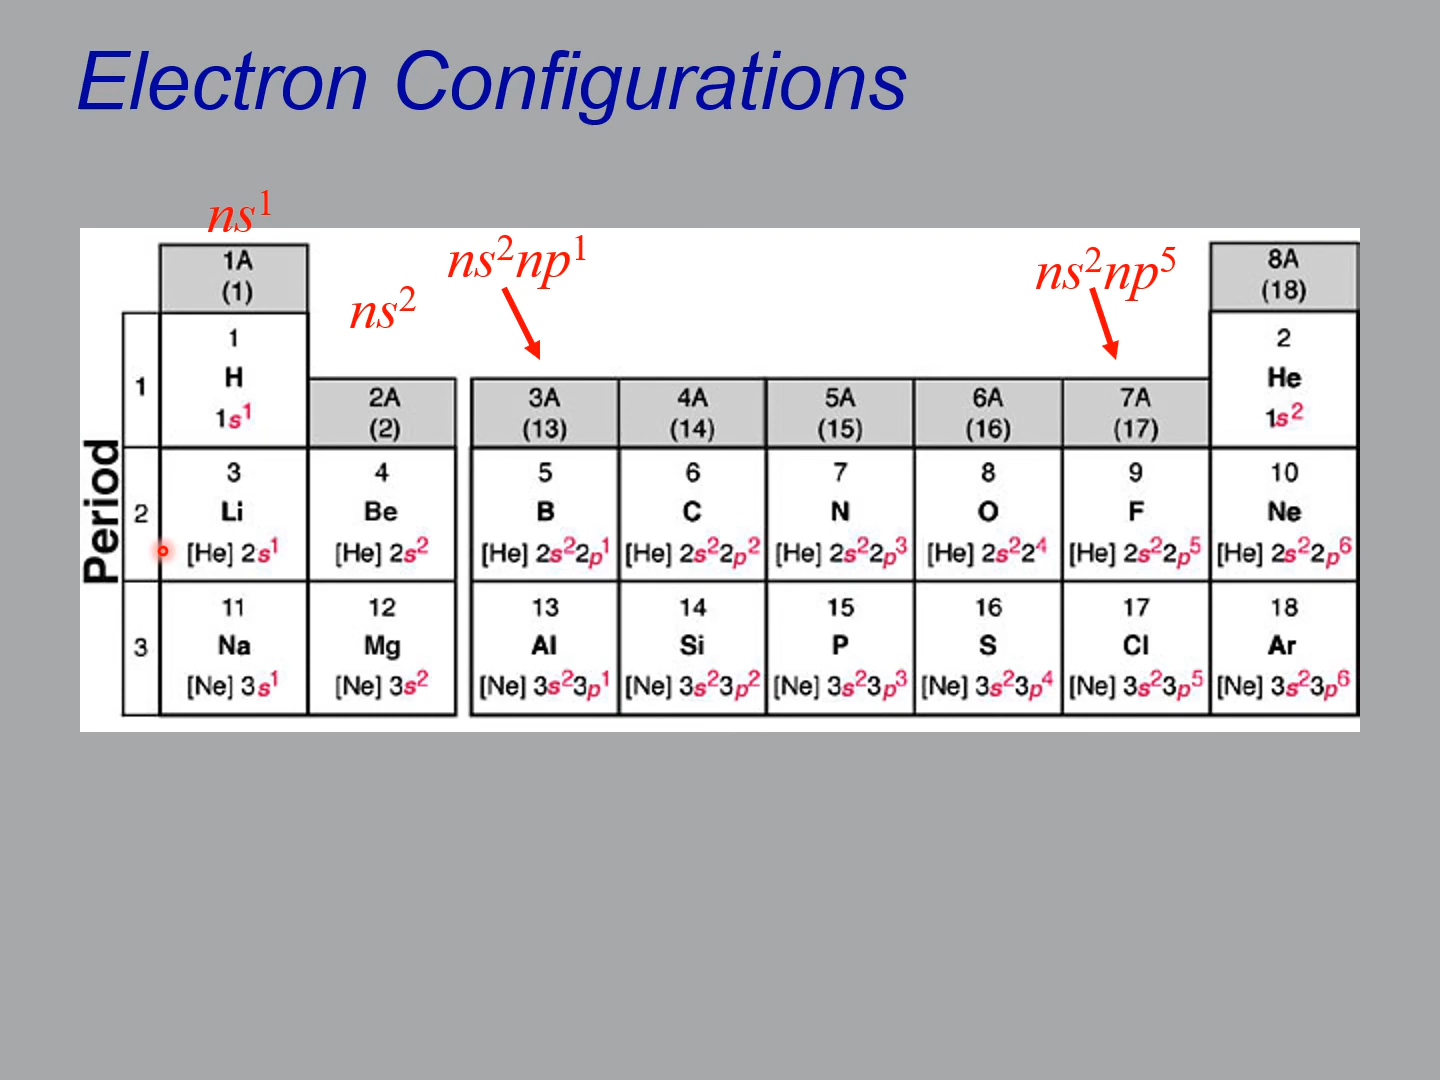 Electron Configurations
ns¹
ns²
ns²np¹
ns²np⁵
1A (1)
2A (2)
3A (13)
4A (14)
5A (15)
6A (16)
7A (17)
8A (18)
Period
1
1 H 1s¹
2 He 1s²
2
3 Li [He] 2s¹
4 Be [He] 2s²
5 B [He] 2s²2p¹
6 C [He] 2s²2p²
7 N [He] 2s²2p³
8 O [He] 2s²2⁴
9 F [He] 2s²2p⁵
10 Ne [He] 2s²2p⁶
3
11 Na [Ne] 3s¹
12 Mg [Ne] 3s²
13 Al [Ne] 3s²3p¹
14 Si [Ne] 3s²3p²
15 P [Ne] 3s²3p³
16 S [Ne] 3s²3p⁴
17 Cl [Ne] 3s²3p⁵
18 Ar [Ne] 3s²3p⁶